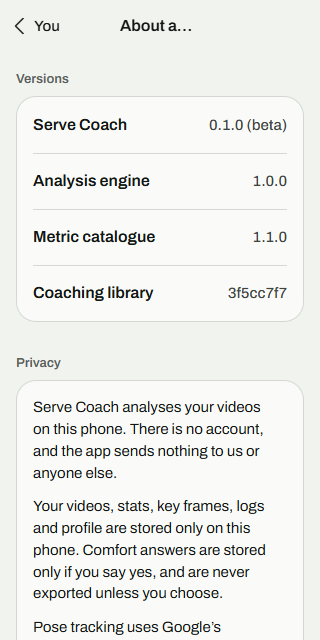 You
About a...
Versions
Serve Coach 0.1.0 (beta)
Analysis engine 1.0.0
Metric catalogue 1.1.0
Coaching library 3f5cc7f7
Privacy
Serve Coach analyses your videos
on this phone. There is no account,
and the app sends nothing to us or
anyone else.
Your videos, stats, key frames, logs
and profile are stored only on this
phone. Comfort answers are stored
only if you say yes, and are never
exported unless you choose.
Pose tracking uses Google’s